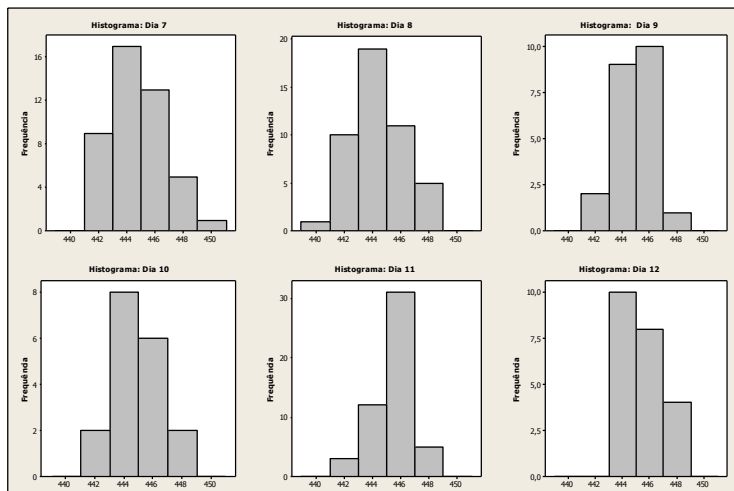 Histograma: Dia 7
Frequência
16
12
8
4
0
440 442 444 446 448 450
Histograma: Dia 8
Frequência
20
15
10
5
0
440 442 444 446 448 450
Histograma: Dia 9
Frequência
10,0
7,5
5,0
2,5
0,0
440 442 444 446 448 450
Histograma: Dia 10
Frequência
8
6
4
2
0
440 442 444 446 448 450
Histograma: Dia 11
Frequência
30
20
10
0
440 442 444 446 448 450
Histograma: Dia 12
Frequência
10,0
7,5
5,0
2,5
0,0
440 442 444 446 448 450